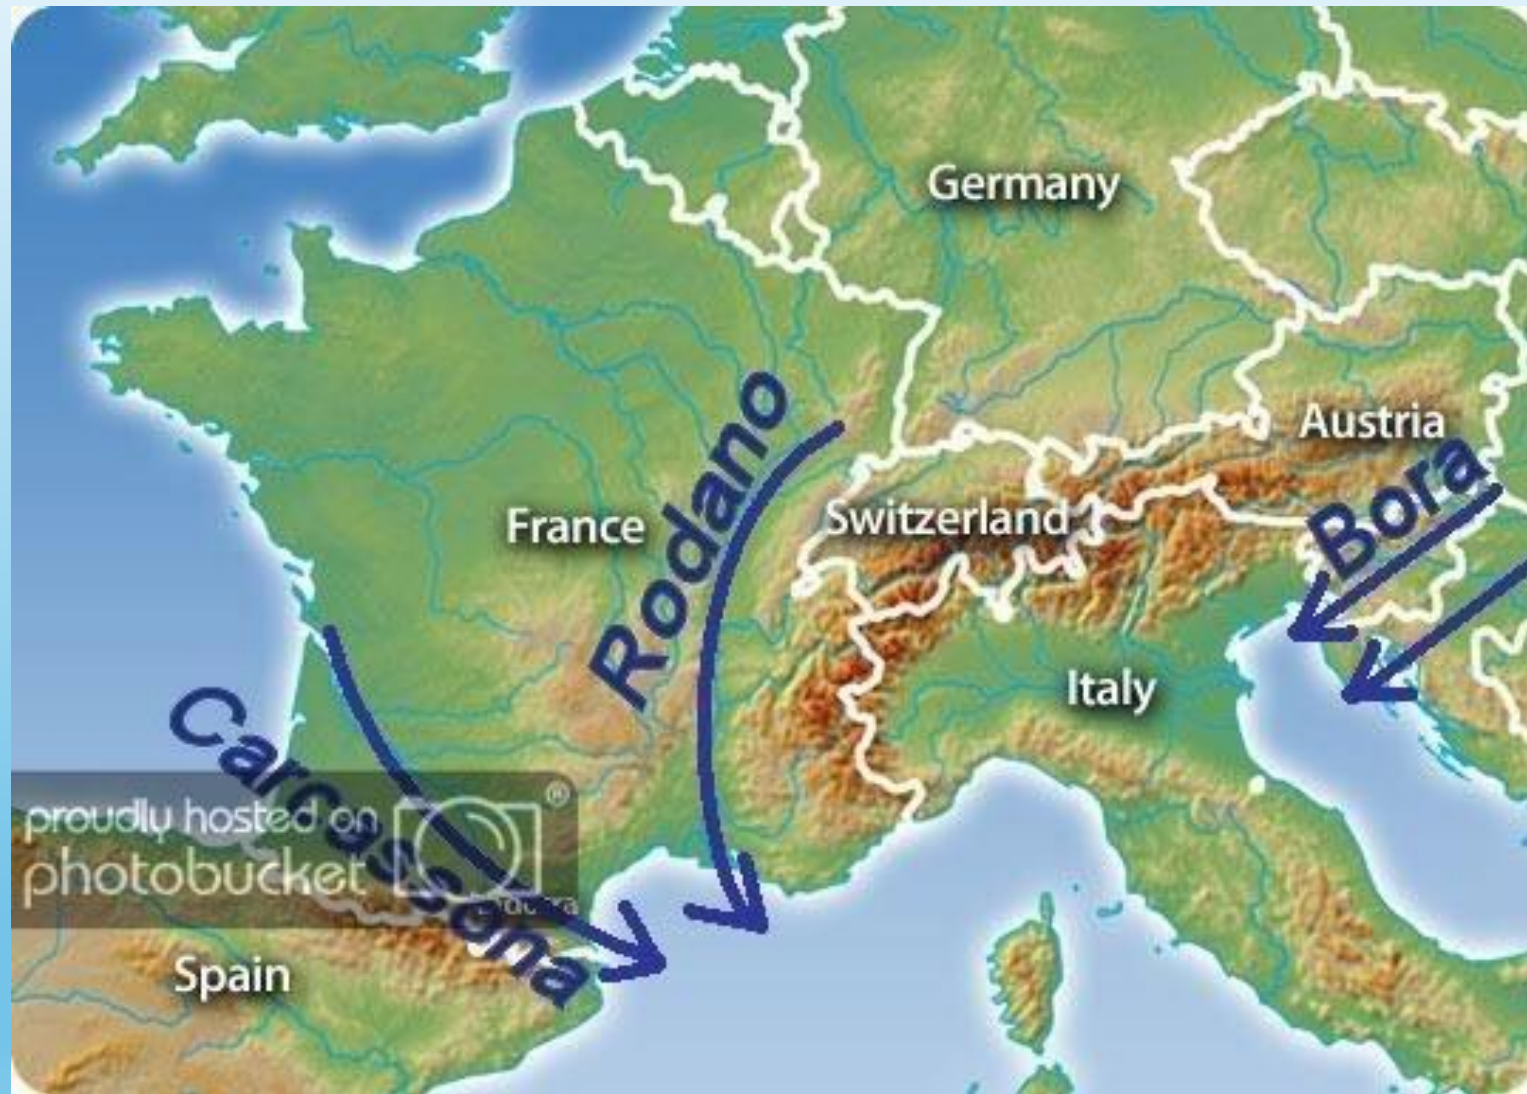 Germany
Austria
Bora
Rodano
France
Switzerland
Italy
Carcassona
proudly hosted on
photobucket
®
Spain